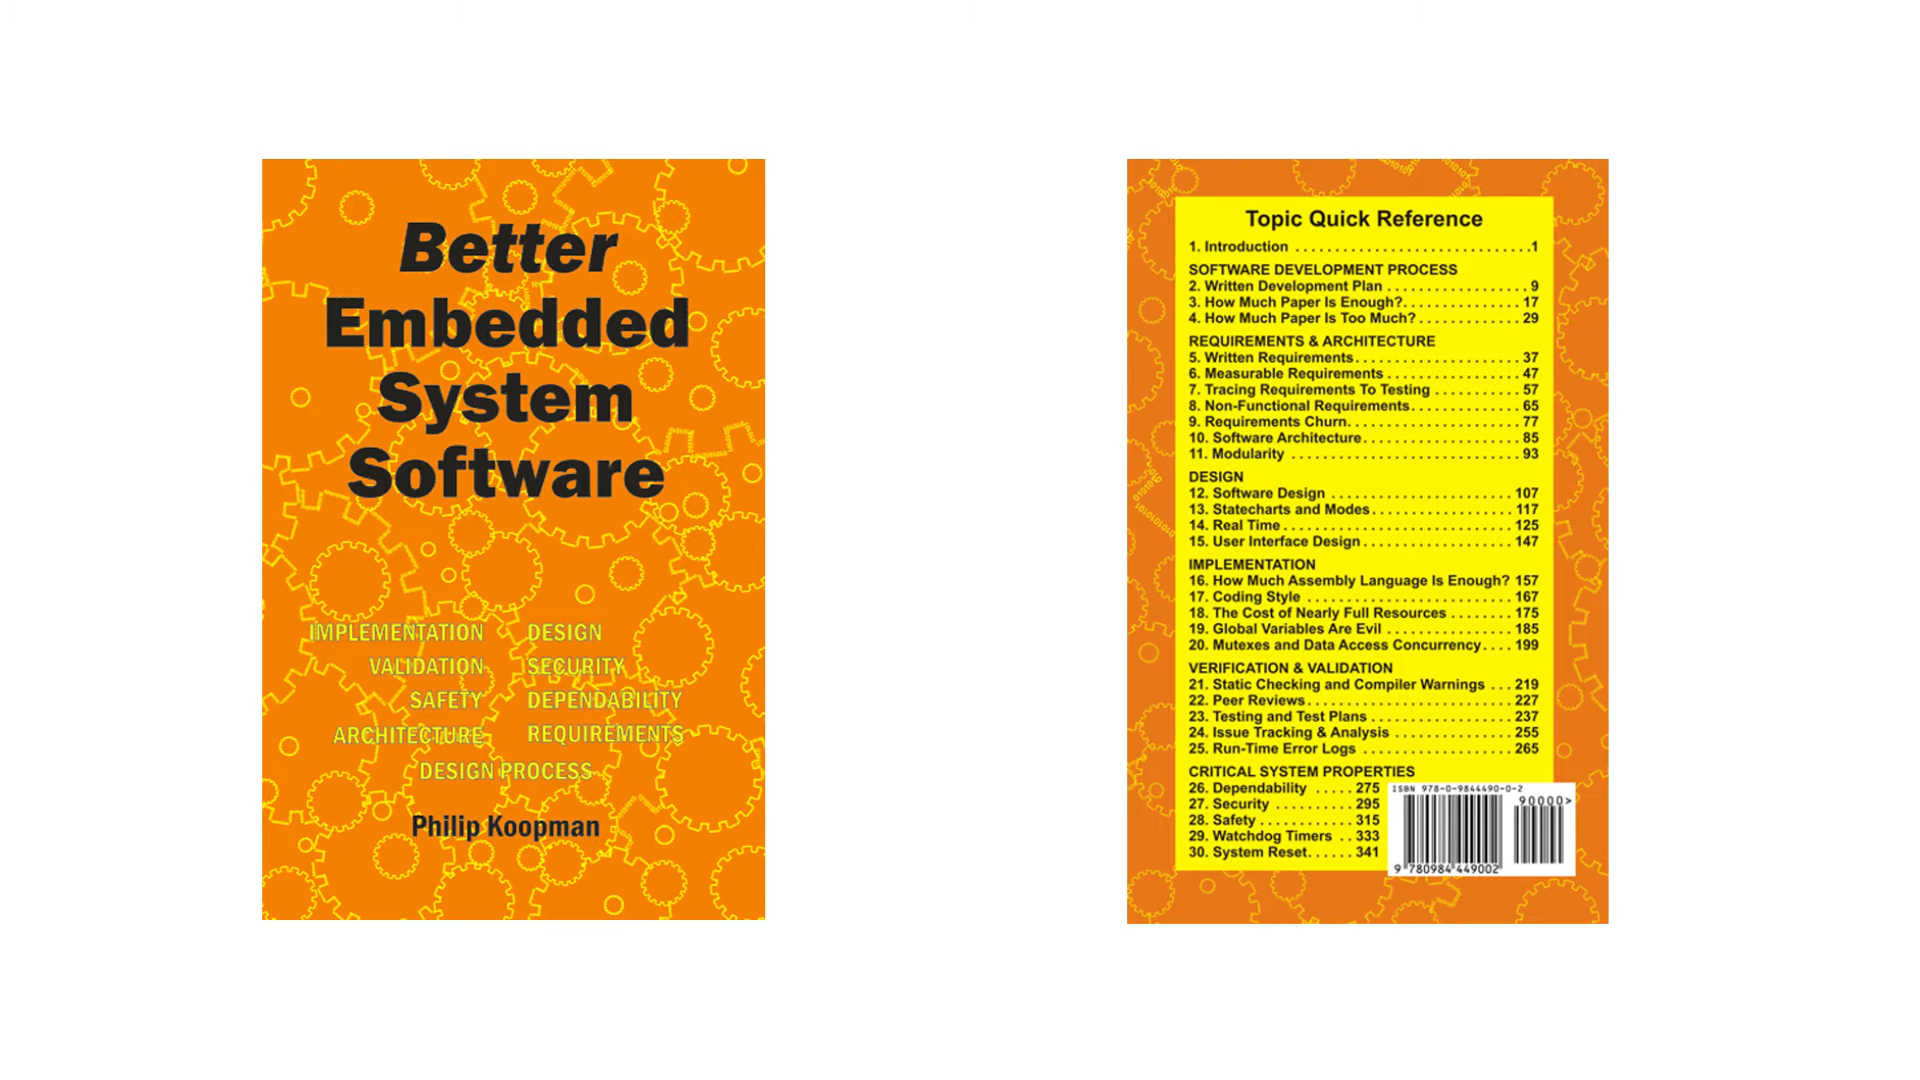 Better
Embedded
System
Software
IMPLEMENTATION DESIGN
VALIDATION SECURITY
SAFETY DEPENDABILITY
ARCHITECTURE REQUIREMENTS
DESIGN PROCESS
Philip Koopman
Topic Quick Reference
1. Introduction . . . . . . . . . . . . . . . . . . . . . . . . . . . . . .1
SOFTWARE DEVELOPMENT PROCESS
2. Written Development Plan . . . . . . . . . . . . . . . . . . 9
3. How Much Paper Is Enough?. . . . . . . . . . . . . . . 17
4. How Much Paper Is Too Much? . . . . . . . . . . . . . 29
REQUIREMENTS & ARCHITECTURE
5. Written Requirements. . . . . . . . . . . . . . . . . . . . . 37
6. Measurable Requirements . . . . . . . . . . . . . . . . . 47
7. Tracing Requirements To Testing . . . . . . . . . . . 57
8. Non-Functional Requirements. . . . . . . . . . . . . . 65
9. Requirements Churn. . . . . . . . . . . . . . . . . . . . . . 77
10. Software Architecture. . . . . . . . . . . . . . . . . . . . 85
11. Modularity . . . . . . . . . . . . . . . . . . . . . . . . . . . . . 93
DESIGN
12. Software Design . . . . . . . . . . . . . . . . . . . . . . . 107
13. Statecharts and Modes. . . . . . . . . . . . . . . . . . 117
14. Real Time . . . . . . . . . . . . . . . . . . . . . . . . . . . . . 125
15. User Interface Design . . . . . . . . . . . . . . . . . . . 147
IMPLEMENTATION
16. How Much Assembly Language Is Enough? 157
17. Coding Style . . . . . . . . . . . . . . . . . . . . . . . . . . 167
18. The Cost of Nearly Full Resources . . . . . . . . 175
19. Global Variables Are Evil . . . . . . . . . . . . . . . . 185
20. Mutexes and Data Access Concurrency. . . . 199
VERIFICATION & VALIDATION
21. Static Checking and Compiler Warnings . . . 219
22. Peer Reviews. . . . . . . . . . . . . . . . . . . . . . . . . . 227
23. Testing and Test Plans . . . . . . . . . . . . . . . . . . 237
24. Issue Tracking & Analysis . . . . . . . . . . . . . . . 255
25. Run-Time Error Logs . . . . . . . . . . . . . . . . . . . 265
CRITICAL SYSTEM PROPERTIES
26. Dependability . . . . . 275
27. Security . . . . . . . . . . 295
28. Safety . . . . . . . . . . . . 315
29. Watchdog Timers . . 333
30. System Reset. . . . . . 341
ISBN 978-0-9844490-0-2
90000>
9 780984 449002